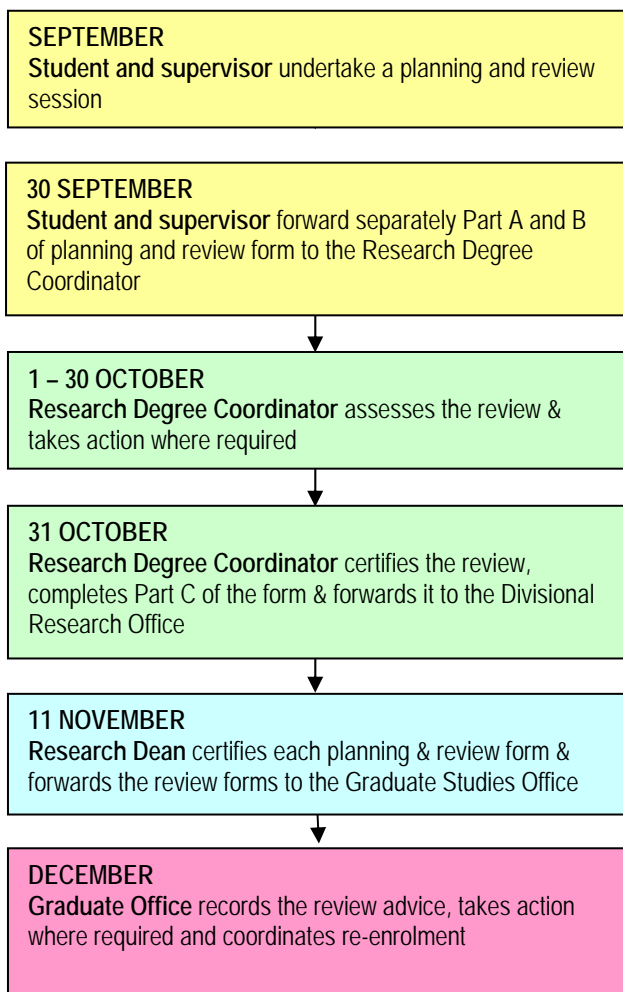 SEPTEMBER
Student and supervisor undertake a planning and review
session
30 SEPTEMBER
Student and supervisor forward separately Part A and B
of planning and review form to the Research Degree
Coordinator
1 – 30 OCTOBER
Research Degree Coordinator assesses the review &
takes action where required
31 OCTOBER
Research Degree Coordinator certifies the review,
completes Part C of the form & forwards it to the Divisional
Research Office
11 NOVEMBER
Research Dean certifies each planning & review form &
forwards the review forms to the Graduate Studies Office
DECEMBER
Graduate Office records the review advice, takes action
where required and coordinates re-enrolment